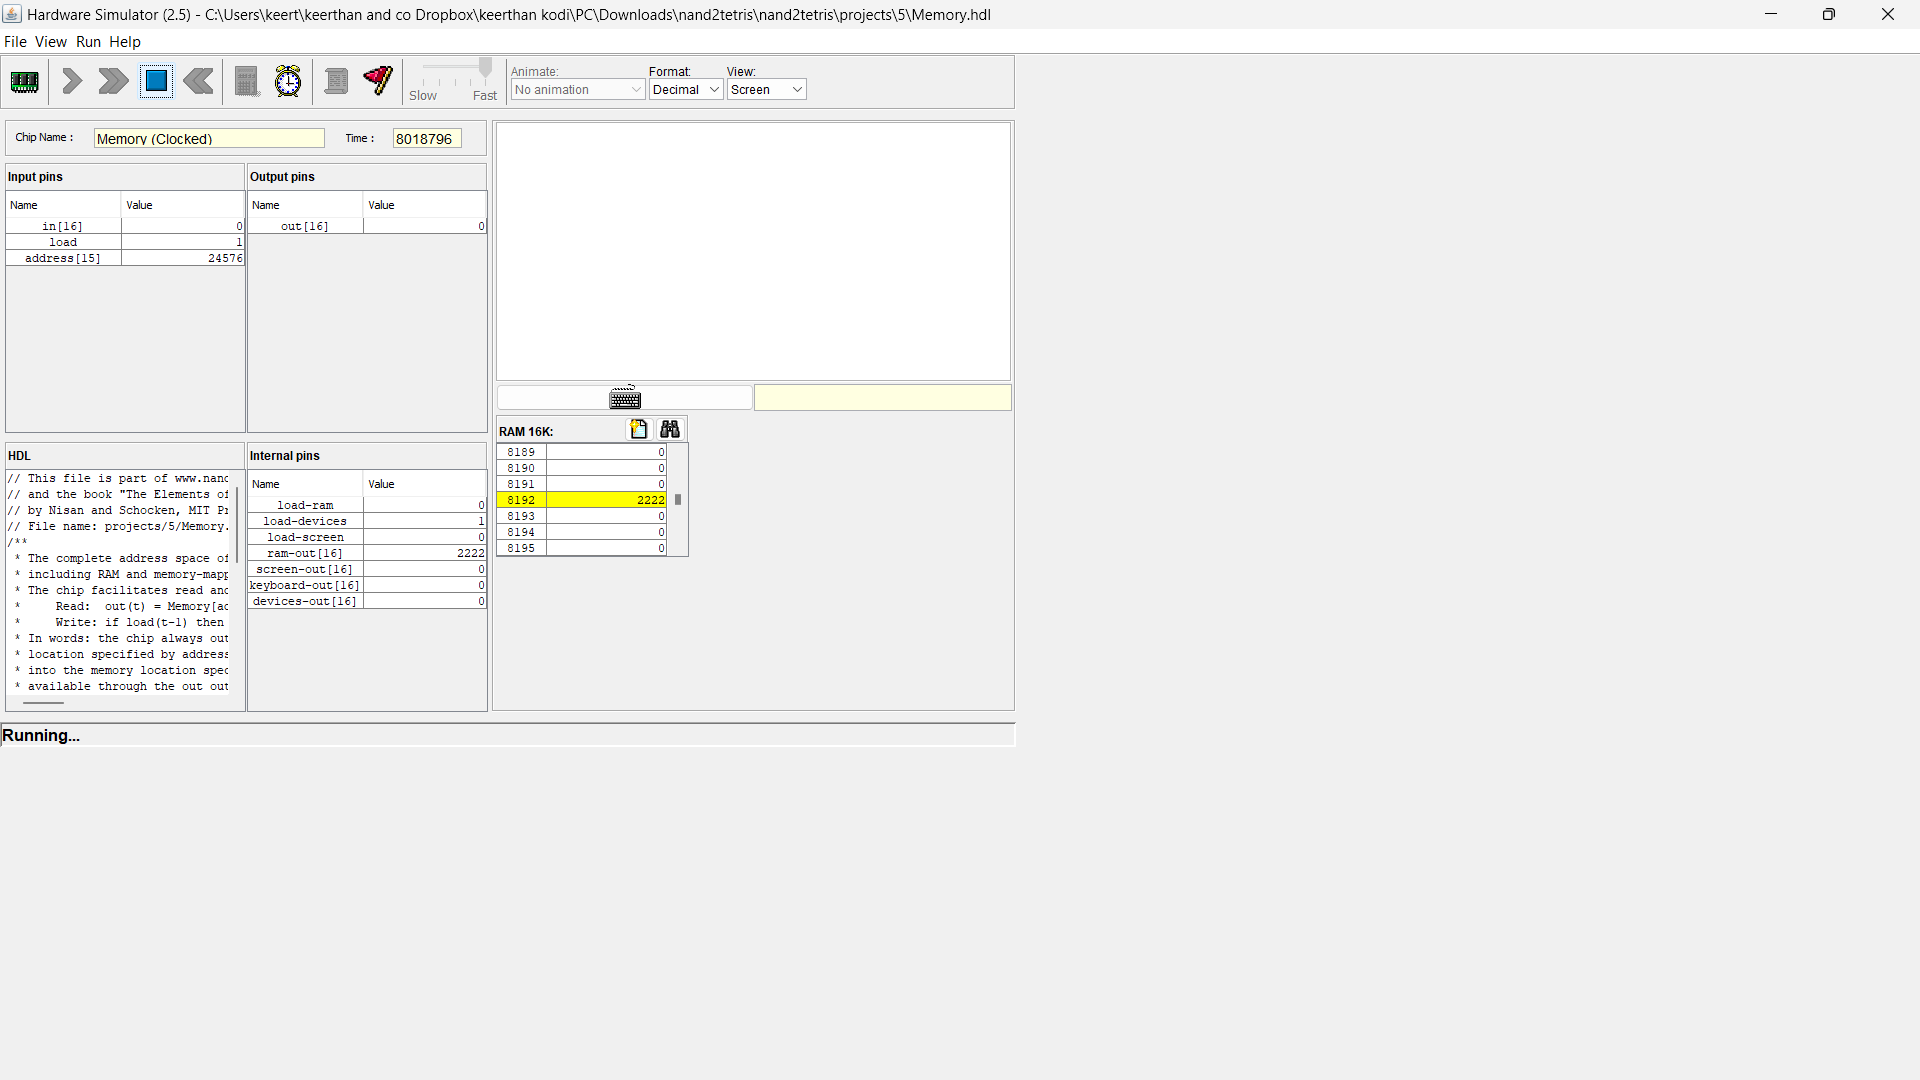 Hardware Simulator (2.5) - C:\Users\keert\keerthan and co Dropbox\keerthan kodi\PC\Downloads\nand2tetris\nand2tetris\projects\5\Memory.hdl
File View Run Help
Slow Fast
Animate: Format: View:
No animation Decimal Screen
Chip Name : Memory (Clocked) Time : 8018796
Input pins
Name Value
in[16] 0
load 1
address[15] 24576
Output pins
Name Value
out[16] 0
HDL
// This file is part of www.nand
// and the book "The Elements of
// by Nisan and Schocken, MIT Pr
// File name: projects/5/Memory.
/**
* The complete address space of
* including RAM and memory-mapp
* The chip facilitates read and
* Read: out(t) = Memory[ad
* Write: if load(t-1) then
* In words: the chip always out
* location specified by address
* into the memory location spec
* available through the out out
Internal pins
Name Value
load-ram 0
load-devices 1
load-screen 0
ram-out[16] 2222
screen-out[16] 0
keyboard-out[16] 0
devices-out[16] 0
RAM 16K:
8189 0
8190 0
8191 0
8192 2222
8193 0
8194 0
8195 0
Running...